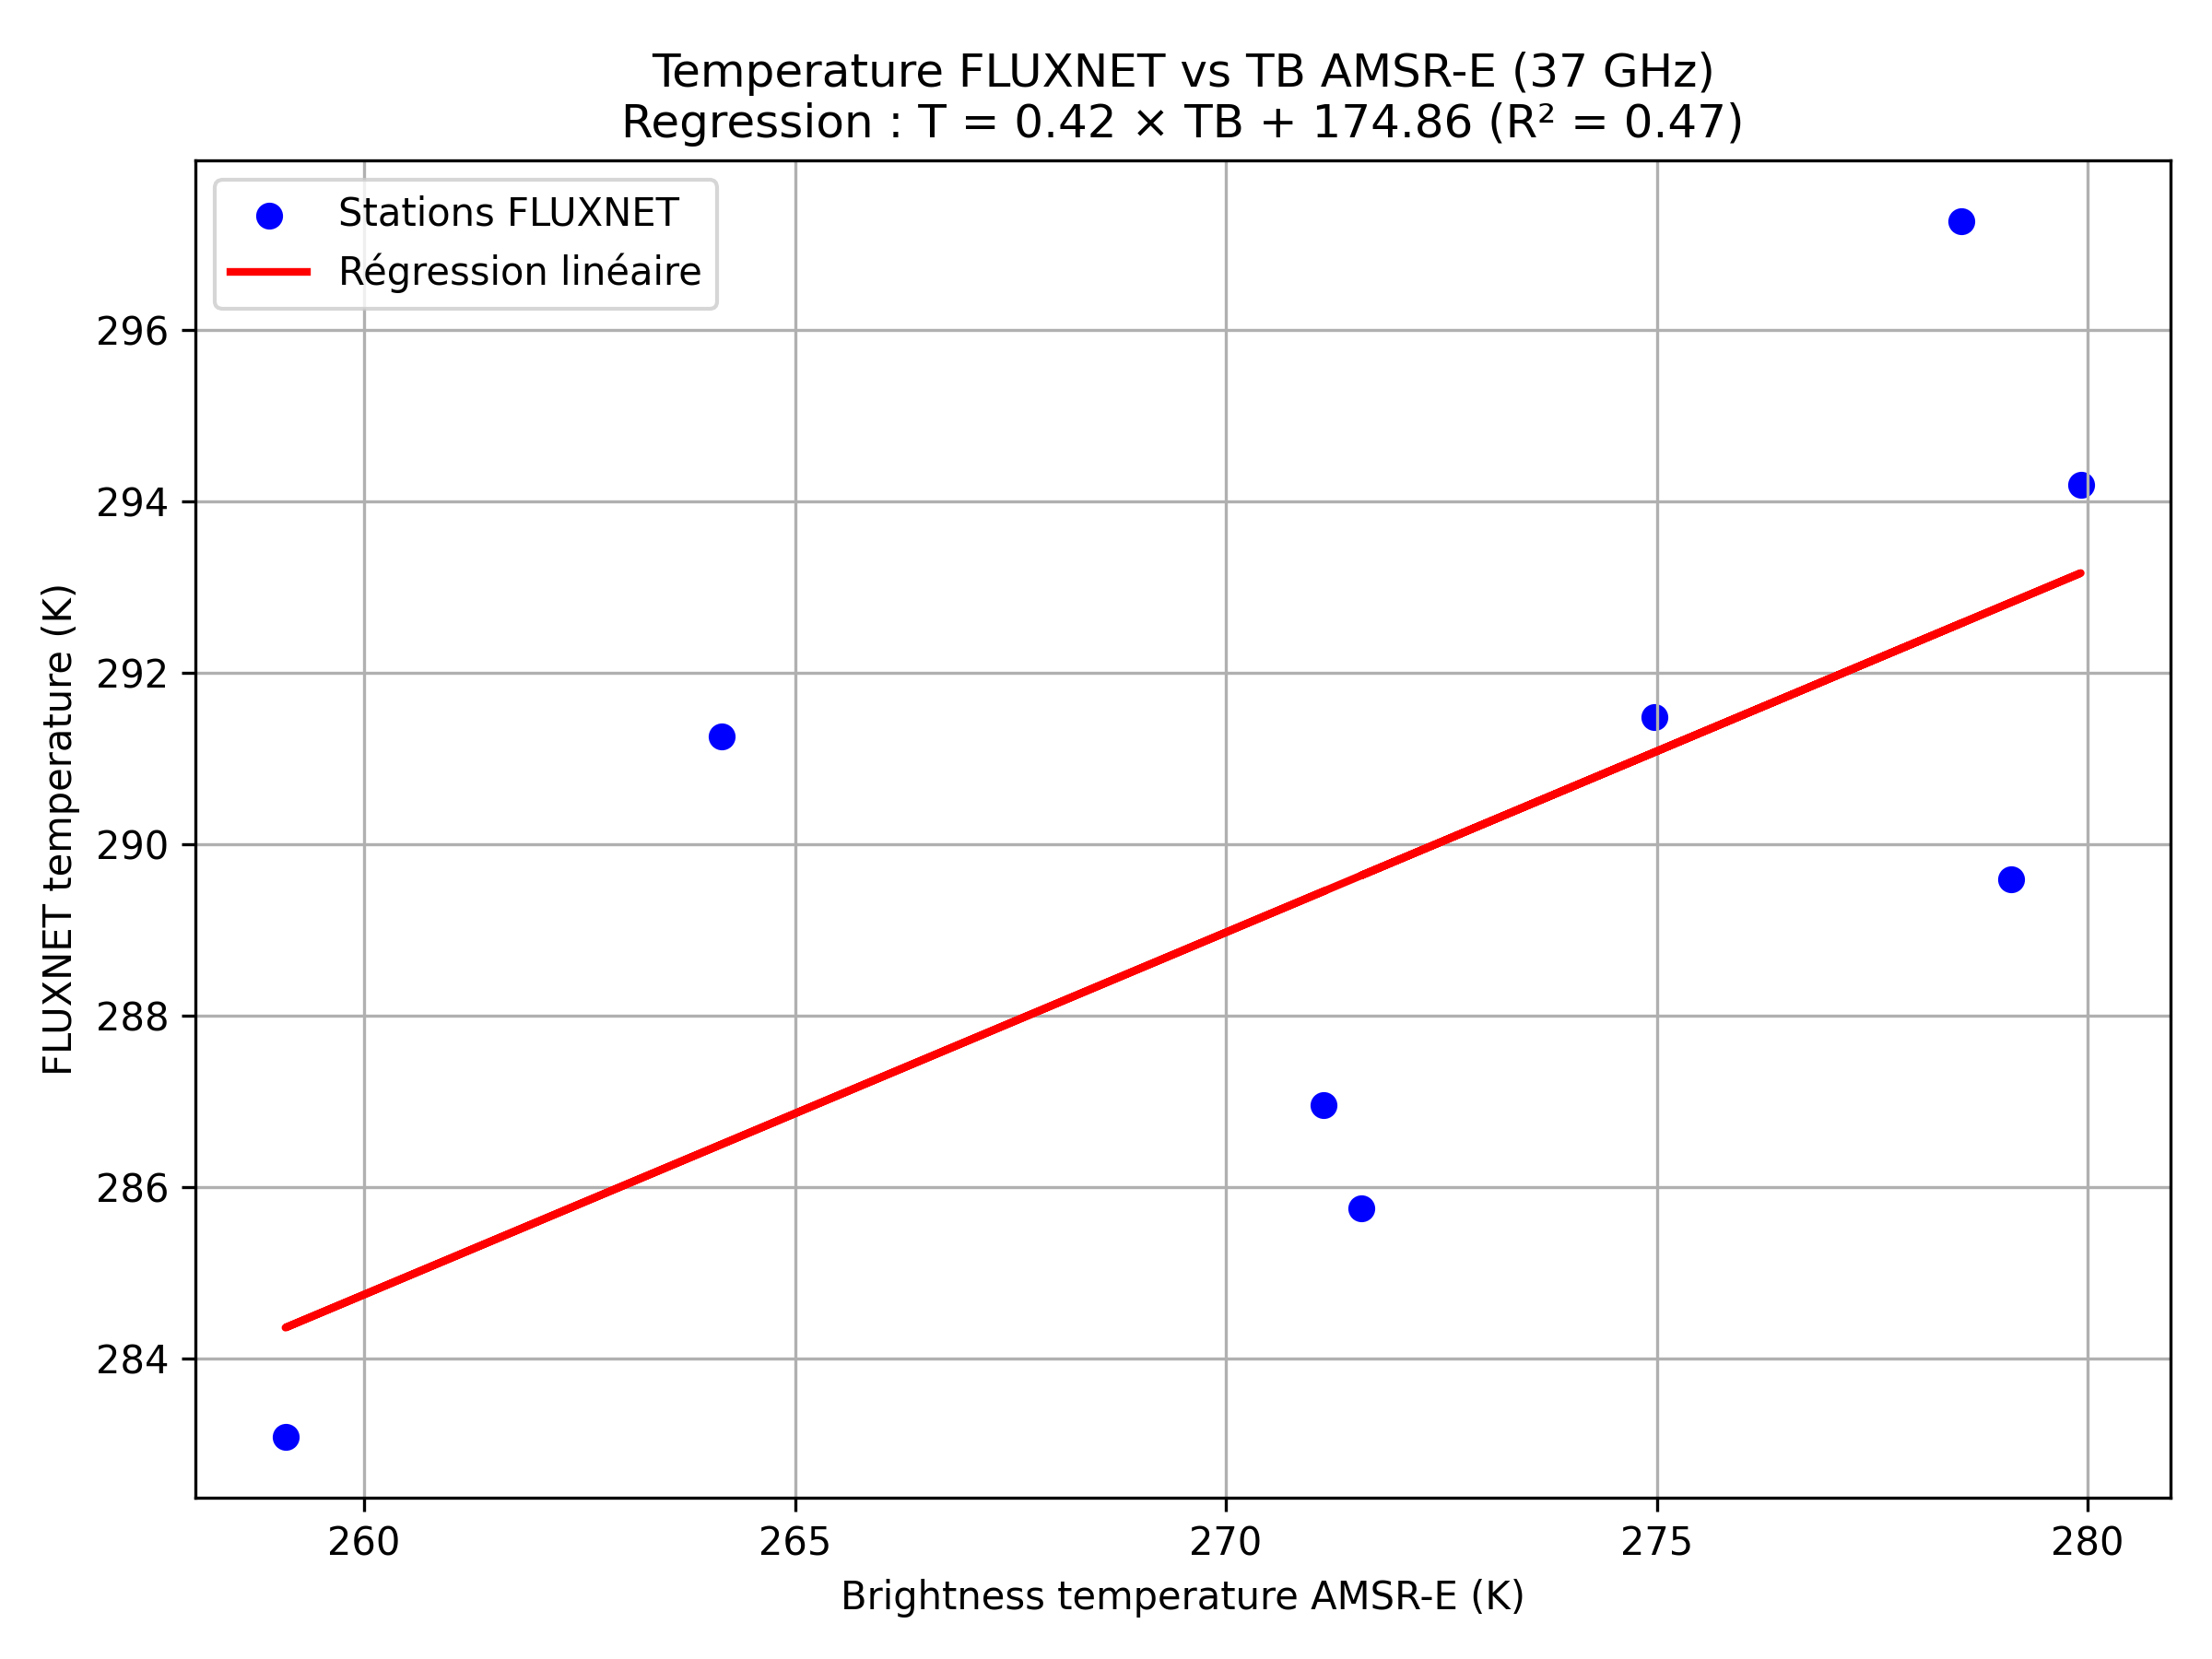 Temperature FLUXNET vs TB AMSR-E (37 GHz)
Regression : T = 0.42 × TB + 174.86 (R² = 0.47)
Stations FLUXNET
Régression linéaire
296
294
292
290
288
286
284
FLUXNET temperature (K)
260
265
270
275
280
Brightness temperature AMSR-E (K)